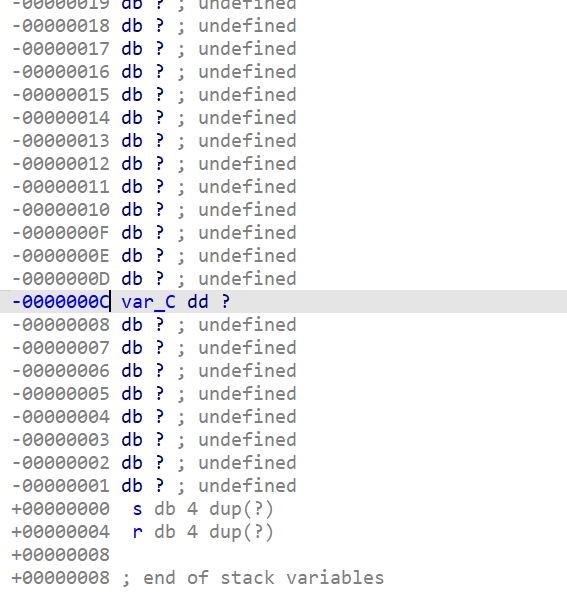 -00000019 db ? ; undefined
-00000018 db ? ; undefined
-00000017 db ? ; undefined
-00000016 db ? ; undefined
-00000015 db ? ; undefined
-00000014 db ? ; undefined
-00000013 db ? ; undefined
-00000012 db ? ; undefined
-00000011 db ? ; undefined
-00000010 db ? ; undefined
-0000000F db ? ; undefined
-0000000E db ? ; undefined
-0000000D db ? ; undefined
-0000000C var_C dd ?
-00000008 db ? ; undefined
-00000007 db ? ; undefined
-00000006 db ? ; undefined
-00000005 db ? ; undefined
-00000004 db ? ; undefined
-00000003 db ? ; undefined
-00000002 db ? ; undefined
-00000001 db ? ; undefined
+00000000  s db 4 dup(?)
+00000004  r db 4 dup(?)
+00000008
+00000008 ; end of stack variables